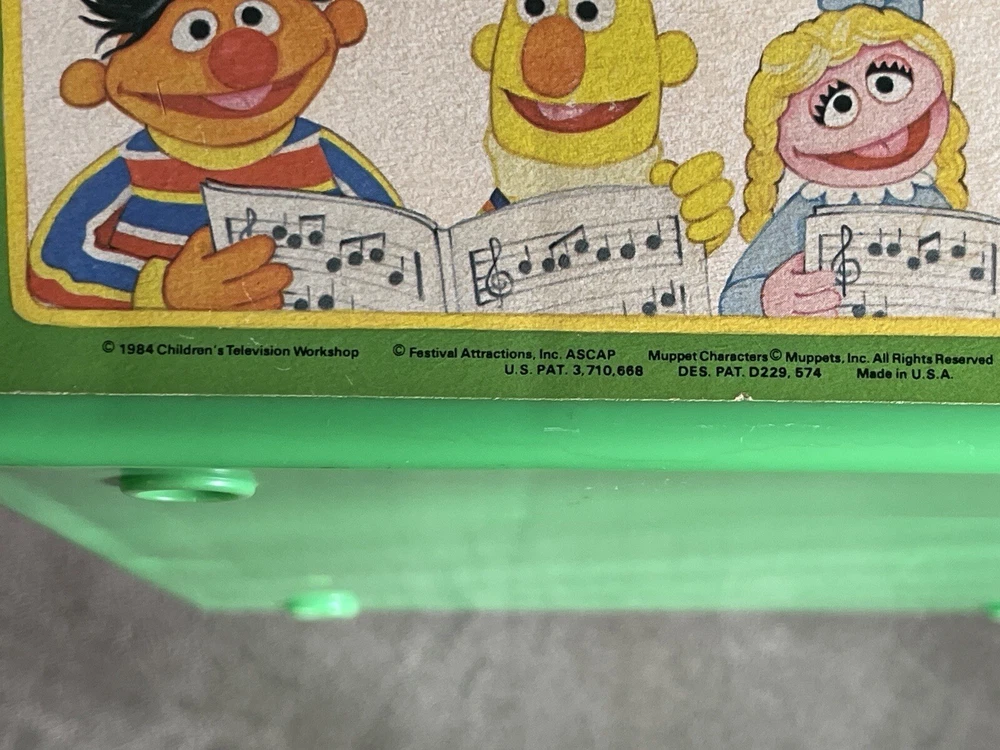 © 1984 Children's Television Workshop © Festival Attractions, Inc. ASCAP Muppet Characters © Muppets, Inc. All Rights Reserved
U.S. PAT. 3,710,668 DES. PAT. D229, 574 Made in U.S.A.